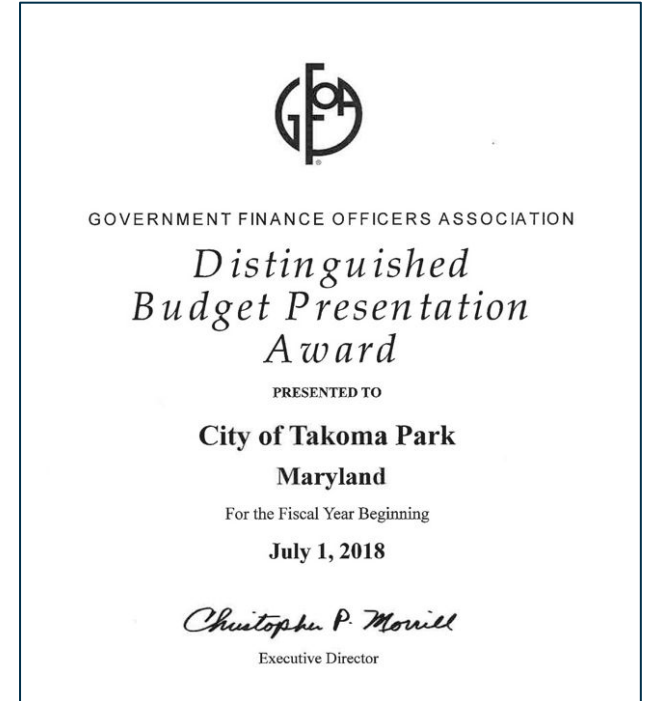 GFOA
GOVERNMENT FINANCE OFFICERS ASSOCIATION
Distinguished
Budget Presentation
Award
PRESENTED TO
City of Takoma Park
Maryland
For the Fiscal Year Beginning
July 1, 2018
Christopher P. Morrill
Executive Director